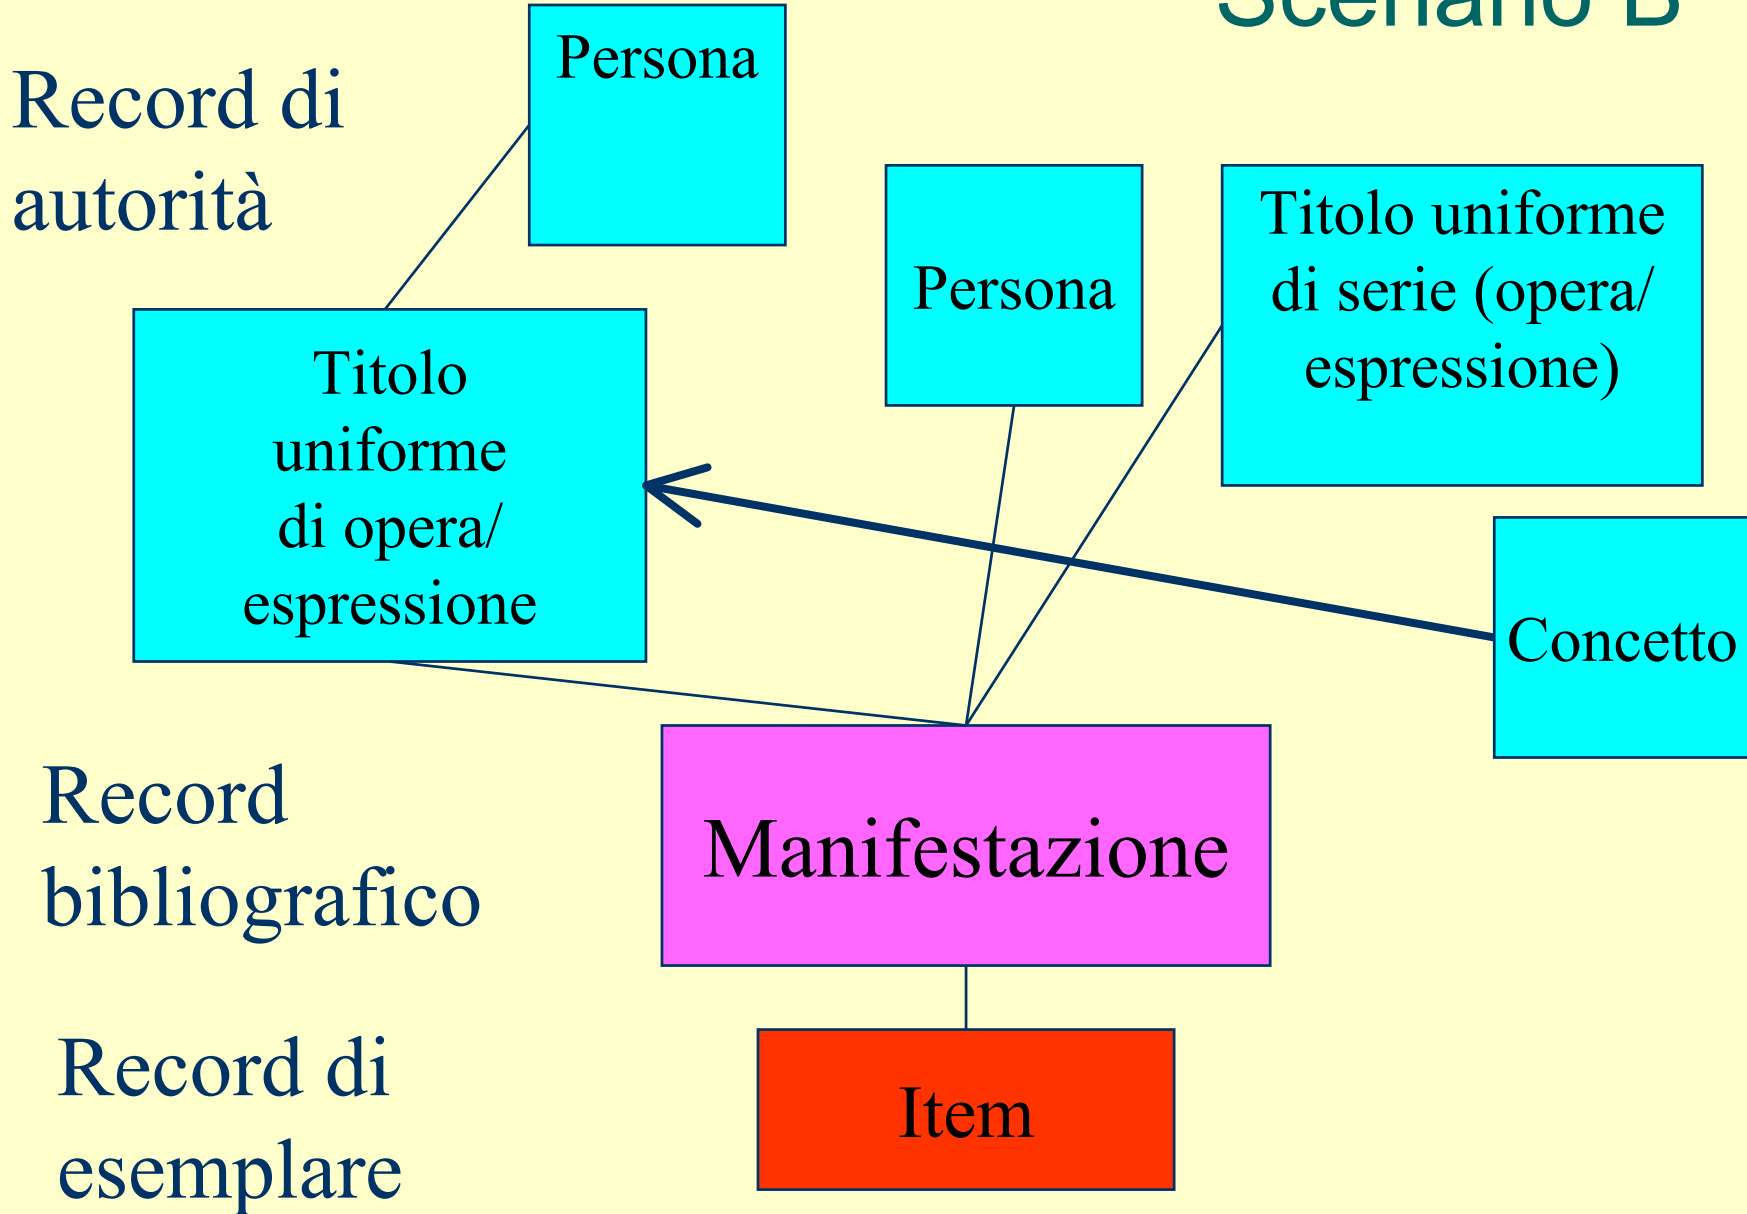 Scenario B
Persona
Record di
autorità
Persona
Titolo uniforme
di serie (opera/
espressione)
Titolo
uniforme
di opera/
espressione
Concetto
Record
bibliografico
Manifestazione
Record di
esemplare
Item